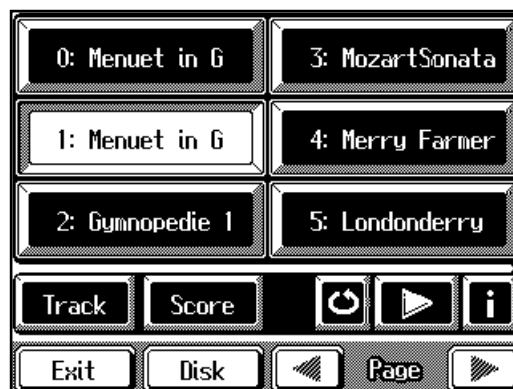 0: Menuet in G
3: MozartSonata
1: Menuet in G
4: Merry Farmer
2: Gymnopedie 1
5: Londonderry
Track
Score
i
Exit
Disk
Page